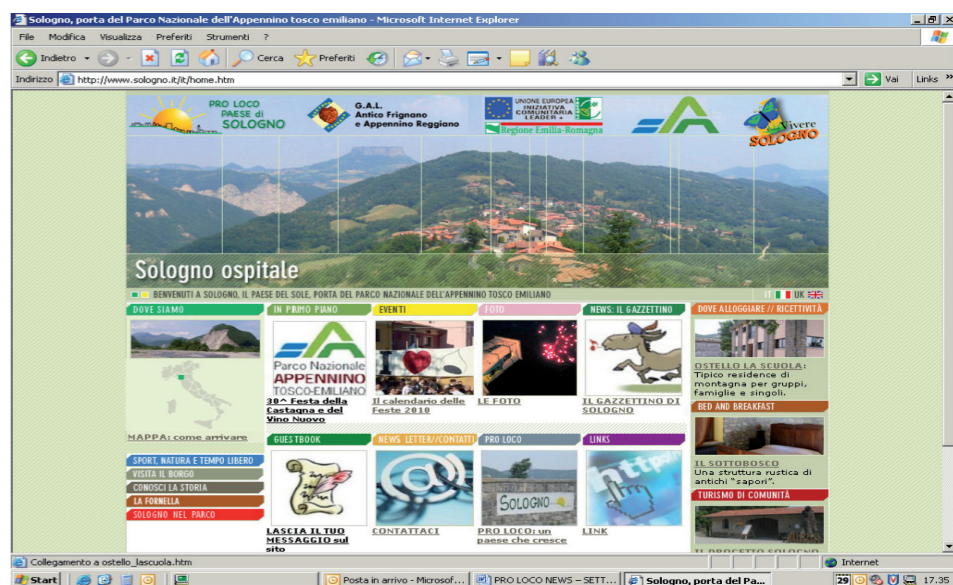 Sologno, porta del Parco Nazionale dell'Appennino tosco emiliano - Microsoft Internet Explorer
File Modifica Visualizza Preferiti Strumenti ?
Indietro Cerca Preferiti
Indirizzo http://www.sologno.it/it/home.htm Vai Links »
PRO LOCO
PAESE di
SOLOGNO
G.A.L.
Antico Frignano
e Appennino Reggiano
UNIONE EUROPEA
INIZIATIVA
COMUNITARIA
LEADER +
Regione Emilia-Romagna
Vivere
SOLOGNO
Sologno ospitale
BENVENUTI A SOLOGNO, IL PAESE DEL SOLE, PORTA DEL PARCO NAZIONALE DELL'APPENNINO TOSCO EMILIANO
IT UK
DOVE SIAMO
MAPPA: come arrivare
IN PRIMO PIANO
Parco Nazionale
APPENNINO
TOSCO-EMILIANO
30^ Festa della
Castagna e del
Vino Nuovo
EVENTI
I
Il calendario delle
Feste 2010
FOTO
LE FOTO
NEWS: IL GAZZETTINO
IL GAZZETTINO DI
SOLOGNO
DOVE ALLOGGIARE // RICETTIVITÀ
OSTELLO LA SCUOLA:
Tipico residence di
montagna per gruppi,
famiglie e singoli.
BED AND BREAKFAST
IL SOTTOBOSCO
Una struttura rustica di
antichi "sapori".
TURISMO DI COMUNITÀ
IL PROGETTO SOLOGNO
SPORT, NATURA E TEMPO LIBERO
VISITA IL BORGO
CONOSCI LA STORIA
LA FORNELLA
SOLOGNO NEL PARCO
GUESTBOOK
LASCIA IL TUO
MESSAGGIO sul
sito
NEWS LETTER//CONTATTI
@
CONTATTACI
PRO LOCO
SOLOGNO
PRO LOCO: un
paese che cresce
LINKS
http:/
LINK
Collegamento a ostello_lascuola.htm Internet
Start Posta in arrivo - Microsof... PRO LOCO NEWS – SETT... Sologno, porta del Pa... 29 17.35